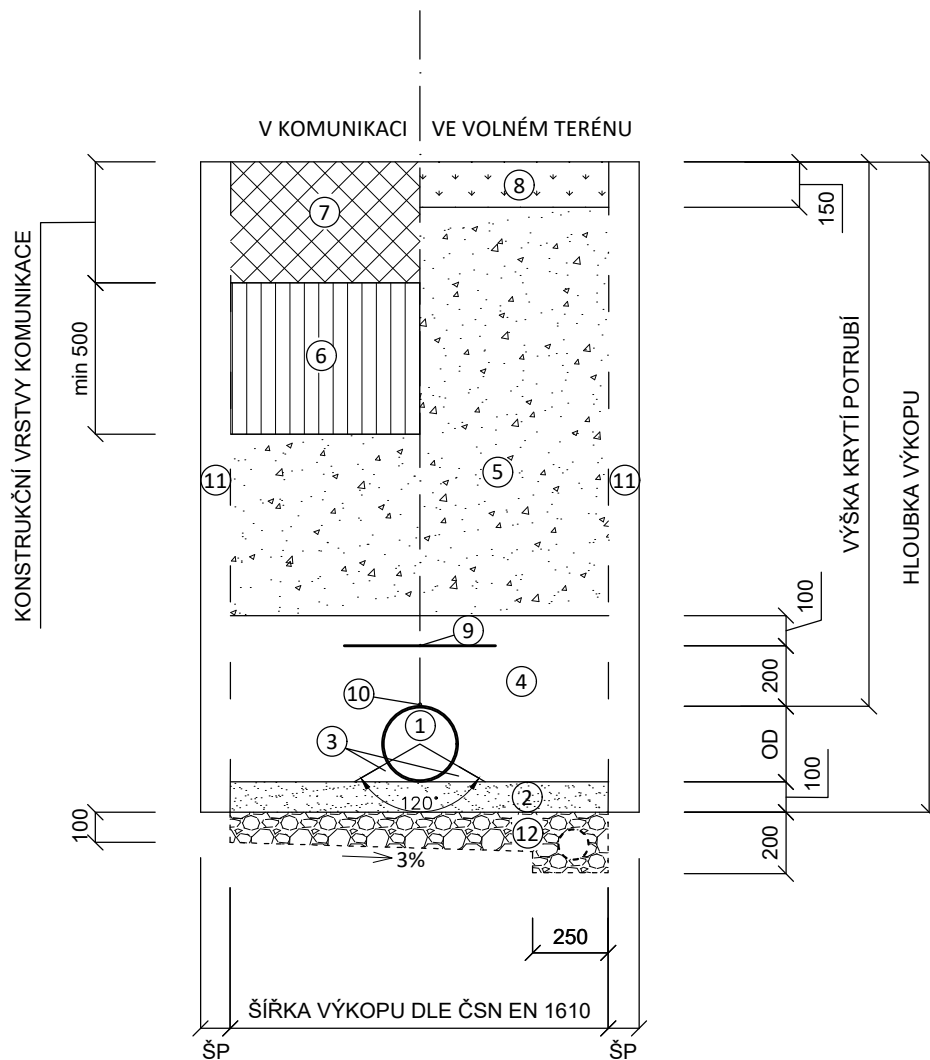 V KOMUNIKACI
VE VOLNÉM TERÉNU
7
8
150
KONSTRUKČNÍ VRSTVY KOMUNIKACE
min 500
6
VÝŠKA KRYTÍ POTRUBÍ
HLOUBKA VÝKOPU
11
5
11
100
9
200
4
10
1
3
OD
100
120°
2
100
12
200
3%
250
ŠÍŘKA VÝKOPU DLE ČSN EN 1610
ŠP
ŠP